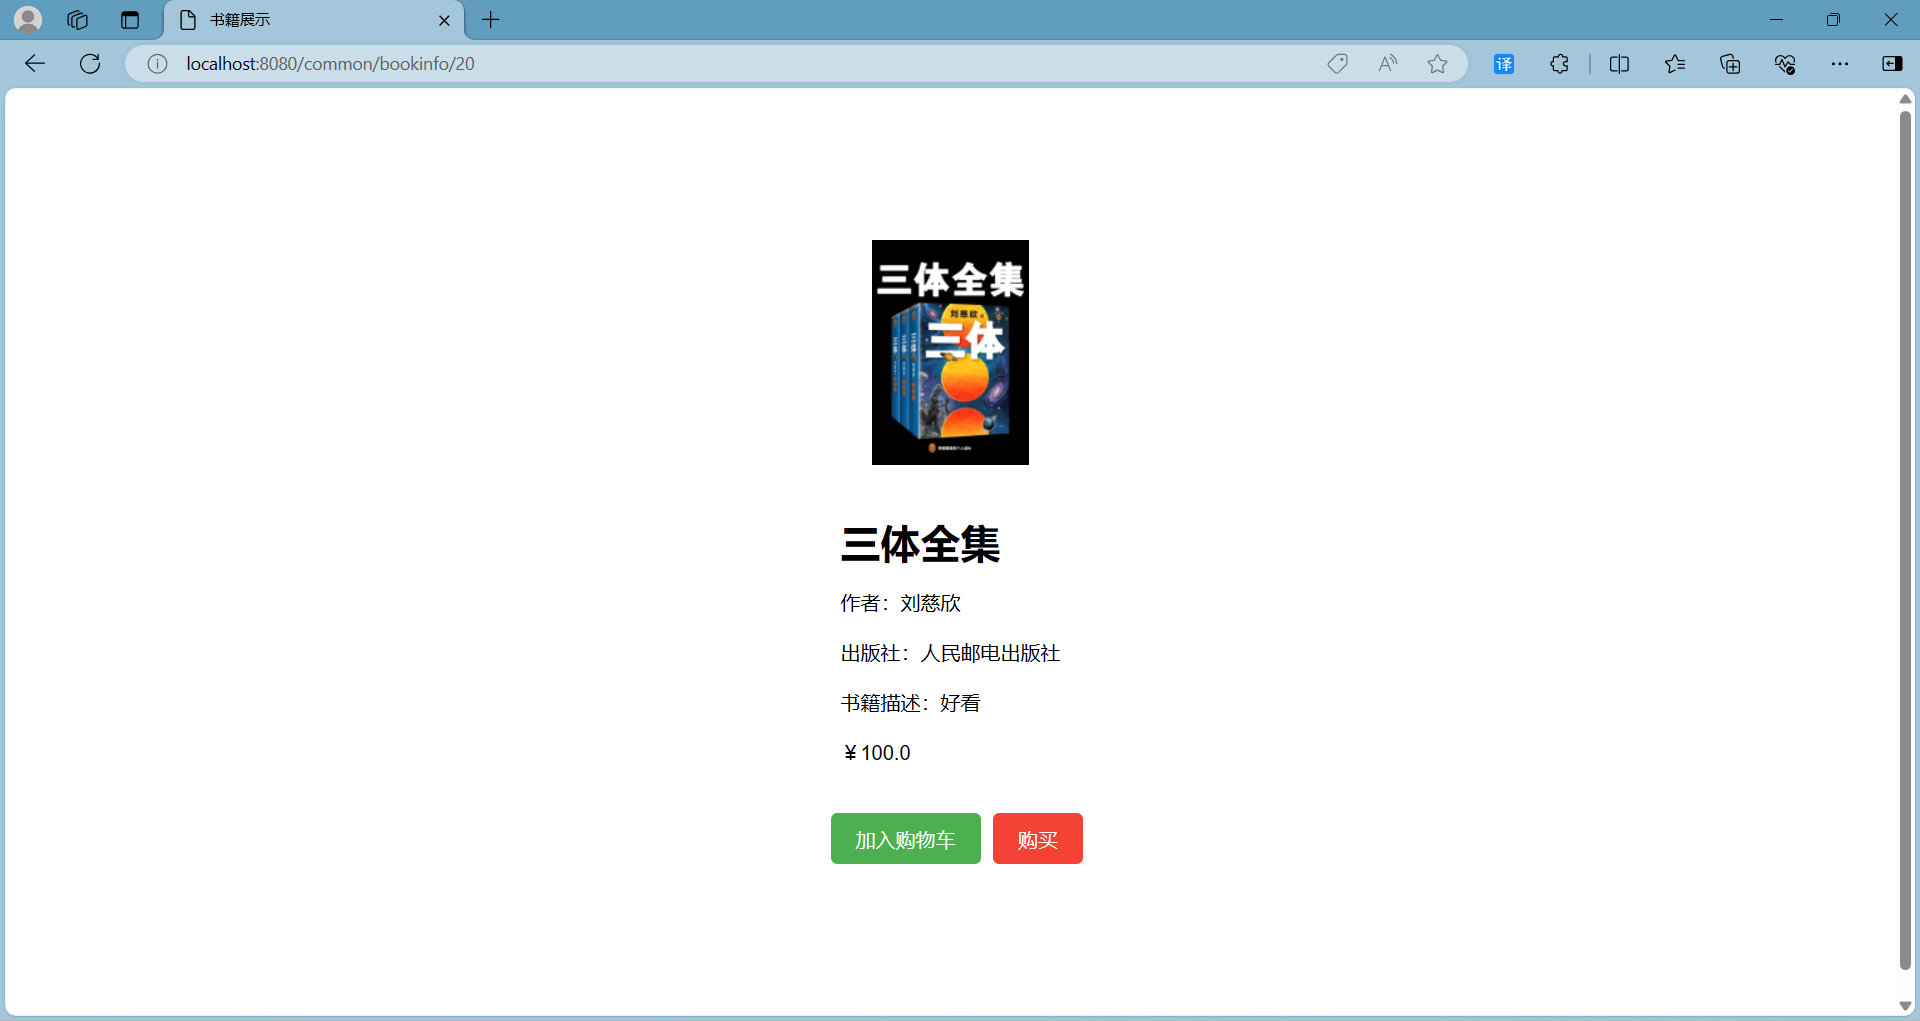 书籍展示
localhost:8080/common/bookinfo/20
译
三体全集
刘慈欣
三体
三体全集
作者：刘慈欣
出版社：人民邮电出版社
书籍描述：好看
¥100.0
加入购物车
购买